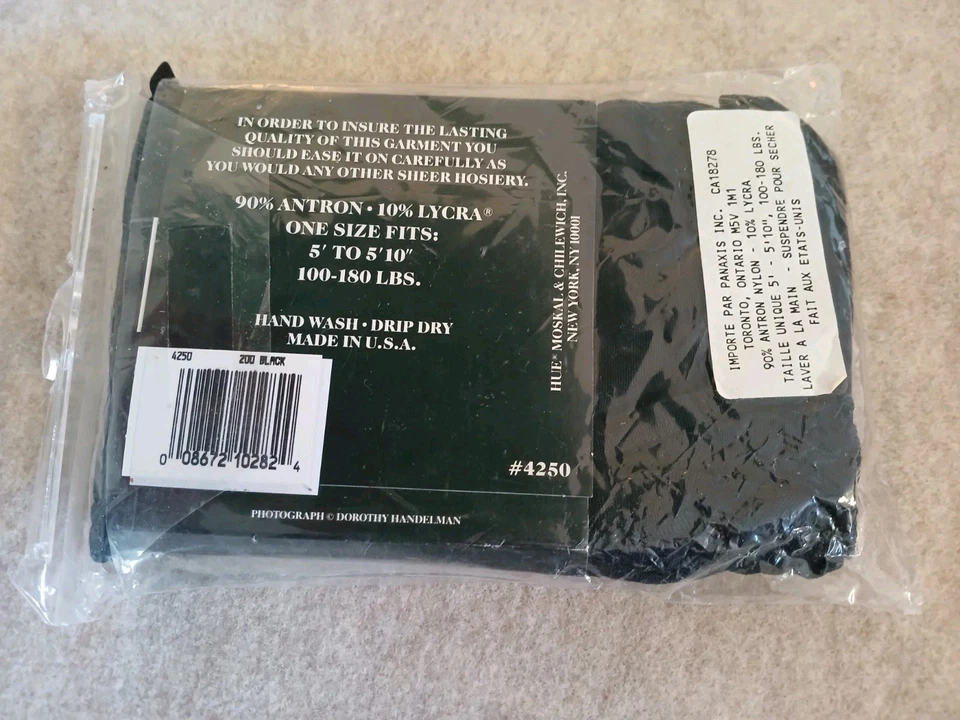 IN ORDER TO INSURE THE LASTING
QUALITY OF THIS GARMENT YOU
SHOULD EASE IT ON CAREFULLY AS
YOU WOULD ANY OTHER SHEER HOSIERY.
90% ANTRON • 10% LYCRA®
ONE SIZE FITS:
5' TO 5'10"
100-180 LBS.
HAND WASH • DRIP DRY
MADE IN U.S.A.
HUE® MOSKAL & CHILEWICH, INC.
NEW YORK, NY 10001
4250 200 BLACK
0 08672 10282 4
#4250
PHOTOGRAPH © DOROTHY HANDELMAN
IMPORTE PAR PANAXIS INC. CA18278
TORONTO, ONTARIO M5V 1M1
90% ANTRON NYLON - 10% LYCRA
TAILLE UNIQUE 5' - 5'10", 100-180 LBS.
LAVER A LA MAIN - SUSPENDRE POUR SECHER
FAIT AUX ETATS-UNIS